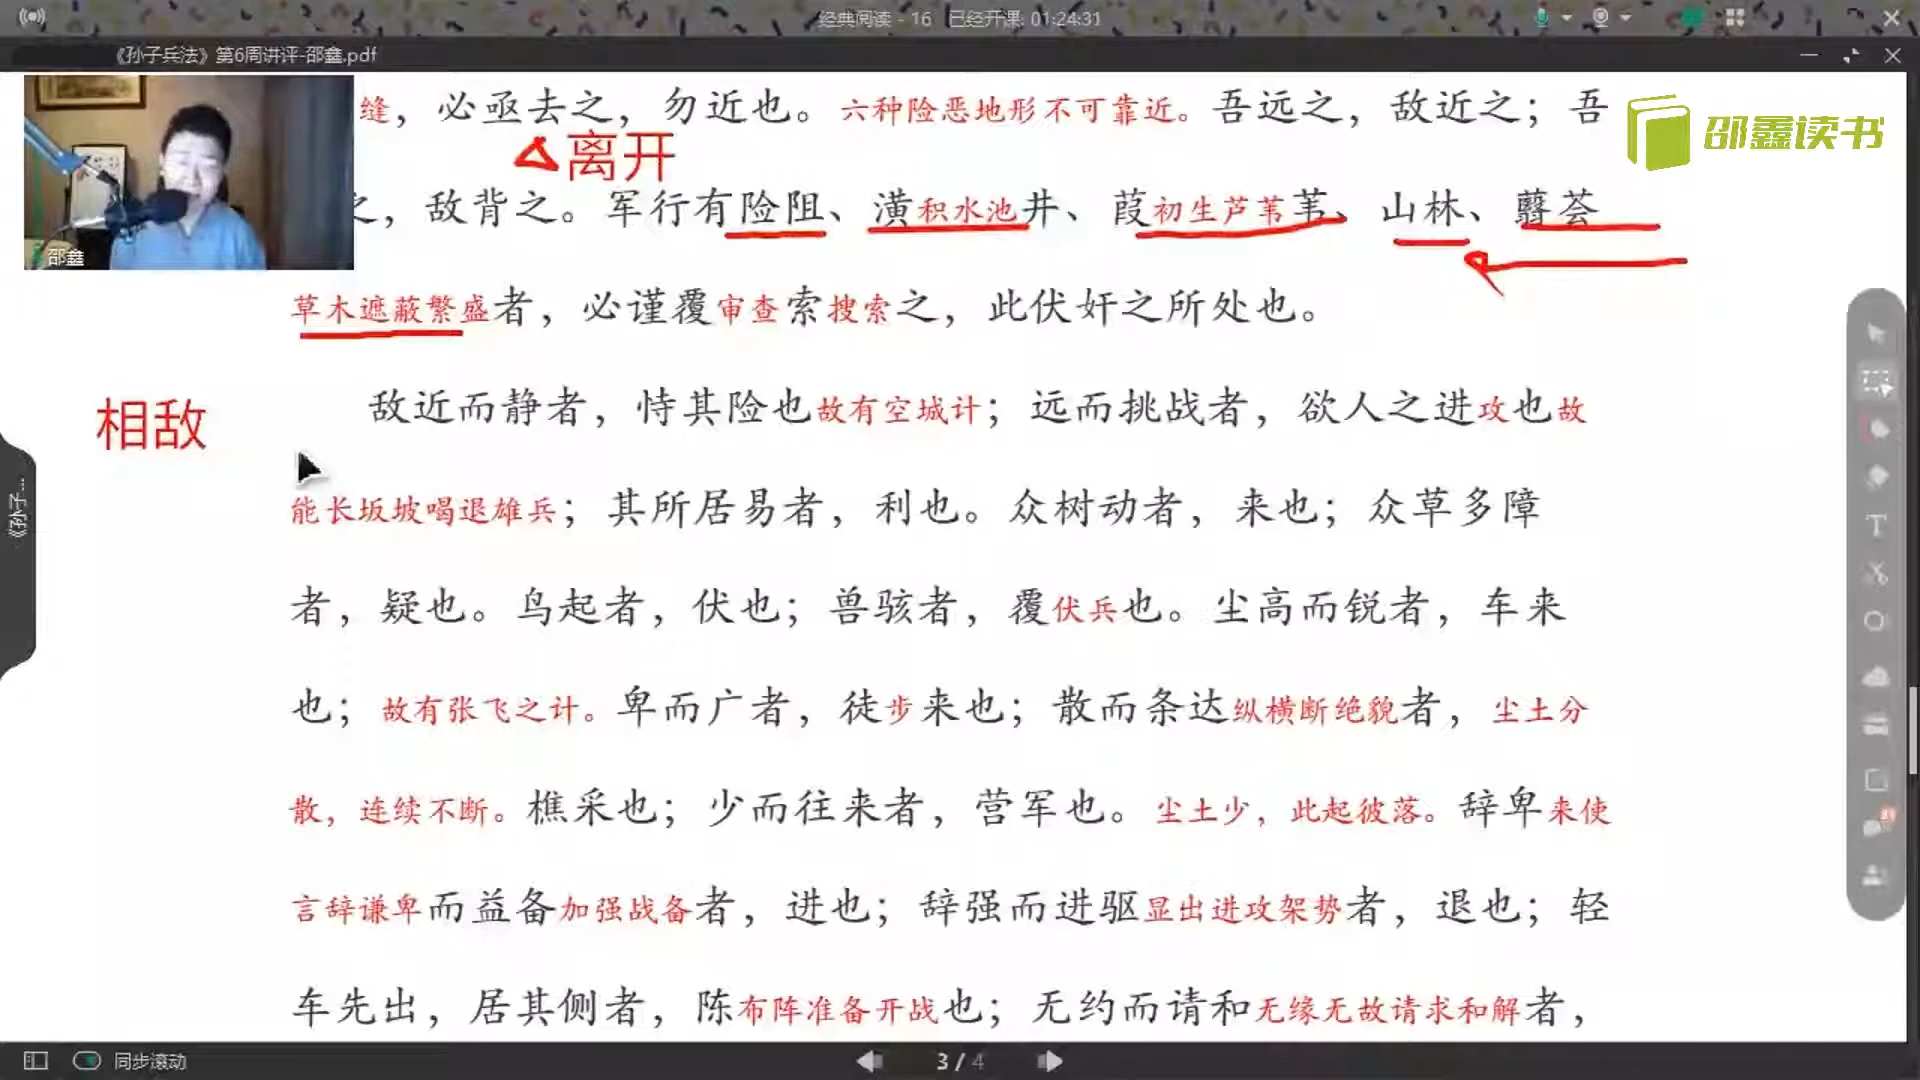 经典阅读 - 16 已经开课: 01:24:31
《孙子兵法》第6周讲评-邵鑫.pdf
缝，必亟去之，勿近也。六种险恶地形不可靠近。吾远之，敌近之；吾
离开
邵鑫读书
之，敌背之。军行有险阻、潢积水池井、葭初生芦苇苇、山林、蘙荟
邵鑫
草木遮蔽繁盛者，必谨覆审查索搜索之，此伏奸之所处也。
相敌
敌近而静者，恃其险也故有空城计；远而挑战者，欲人之进攻也故
能长坂坡喝退雄兵；其所居易者，利也。众树动者，来也；众草多障
《孙子...
者，疑也。鸟起者，伏也；兽骇者，覆伏兵也。尘高而锐者，车来
也；故有张飞之计。卑而广者，徒步来也；散而条达纵横断绝貌者，尘土分
散，连续不断。樵采也；少而往来者，营军也。尘土少，此起彼落。辞卑来使
言辞谦卑而益备加强战备者，进也；辞强而进驱显出进攻架势者，退也；轻
车先出，居其侧者，陈布阵准备开战也；无约而请和无缘无故请求和解者，
同步滚动
3 / 4